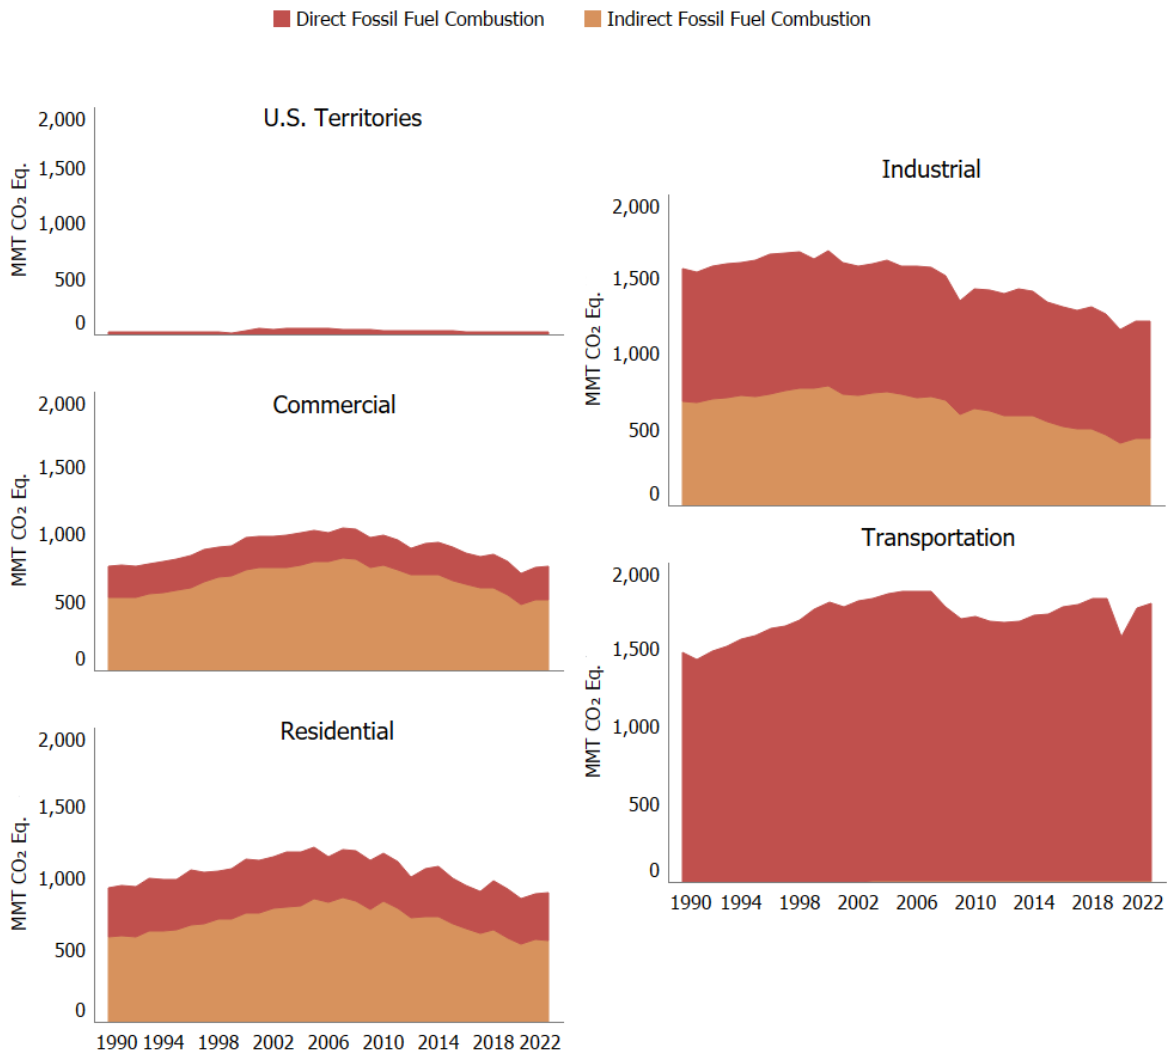 Direct Fossil Fuel Combustion Indirect Fossil Fuel Combustion
U.S. Territories
MMT CO₂ Eq.
2,000
1,500
1,000
500
0
Commercial
MMT CO₂ Eq.
2,000
1,500
1,000
500
0
Residential
MMT CO₂ Eq.
2,000
1,500
1,000
500
0
1990 1994 1998 2002 2006 2010 2014 2018 2022
Industrial
MMT CO₂ Eq.
2,000
1,500
1,000
500
0
Transportation
MMT CO₂ Eq.
2,000
1,500
1,000
500
0
1990 1994 1998 2002 2006 2010 2014 2018 2022